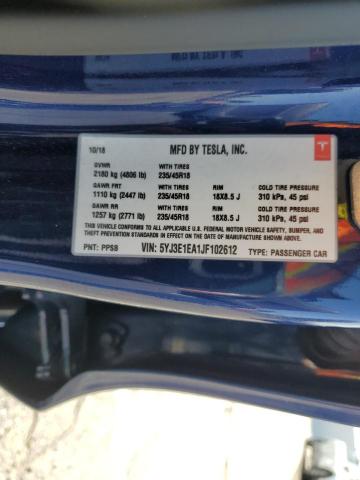 10/18 MFD BY TESLA, INC. TESLA
GVWR WITH TIRES
2180 kg (4806 lb) 235/45R18
GAWR FRT WITH TIRES RIM COLD TIRE PRESSURE
1110 kg (2447 lb) 235/45R18 18X8.5 J 310 kPa, 45 psi
GAWR RR WITH TIRES RIM COLD TIRE PRESSURE
1257 kg (2771 lb) 235/45R18 18X8.5 J 310 kPa, 45 psi
THIS VEHICLE CONFORMS TO ALL APPLICABLE
FEDERAL MOTOR VEHICLE SAFETY, BUMPER, AND
THEFT PREVENTION STANDARDS IN EFFECT ON THE
DATE OF MANUFACTURE SHOWN ABOVE.
PNT: PPSB VIN: 5YJ3E1EA1JF102612 TYPE: PASSENGER CAR